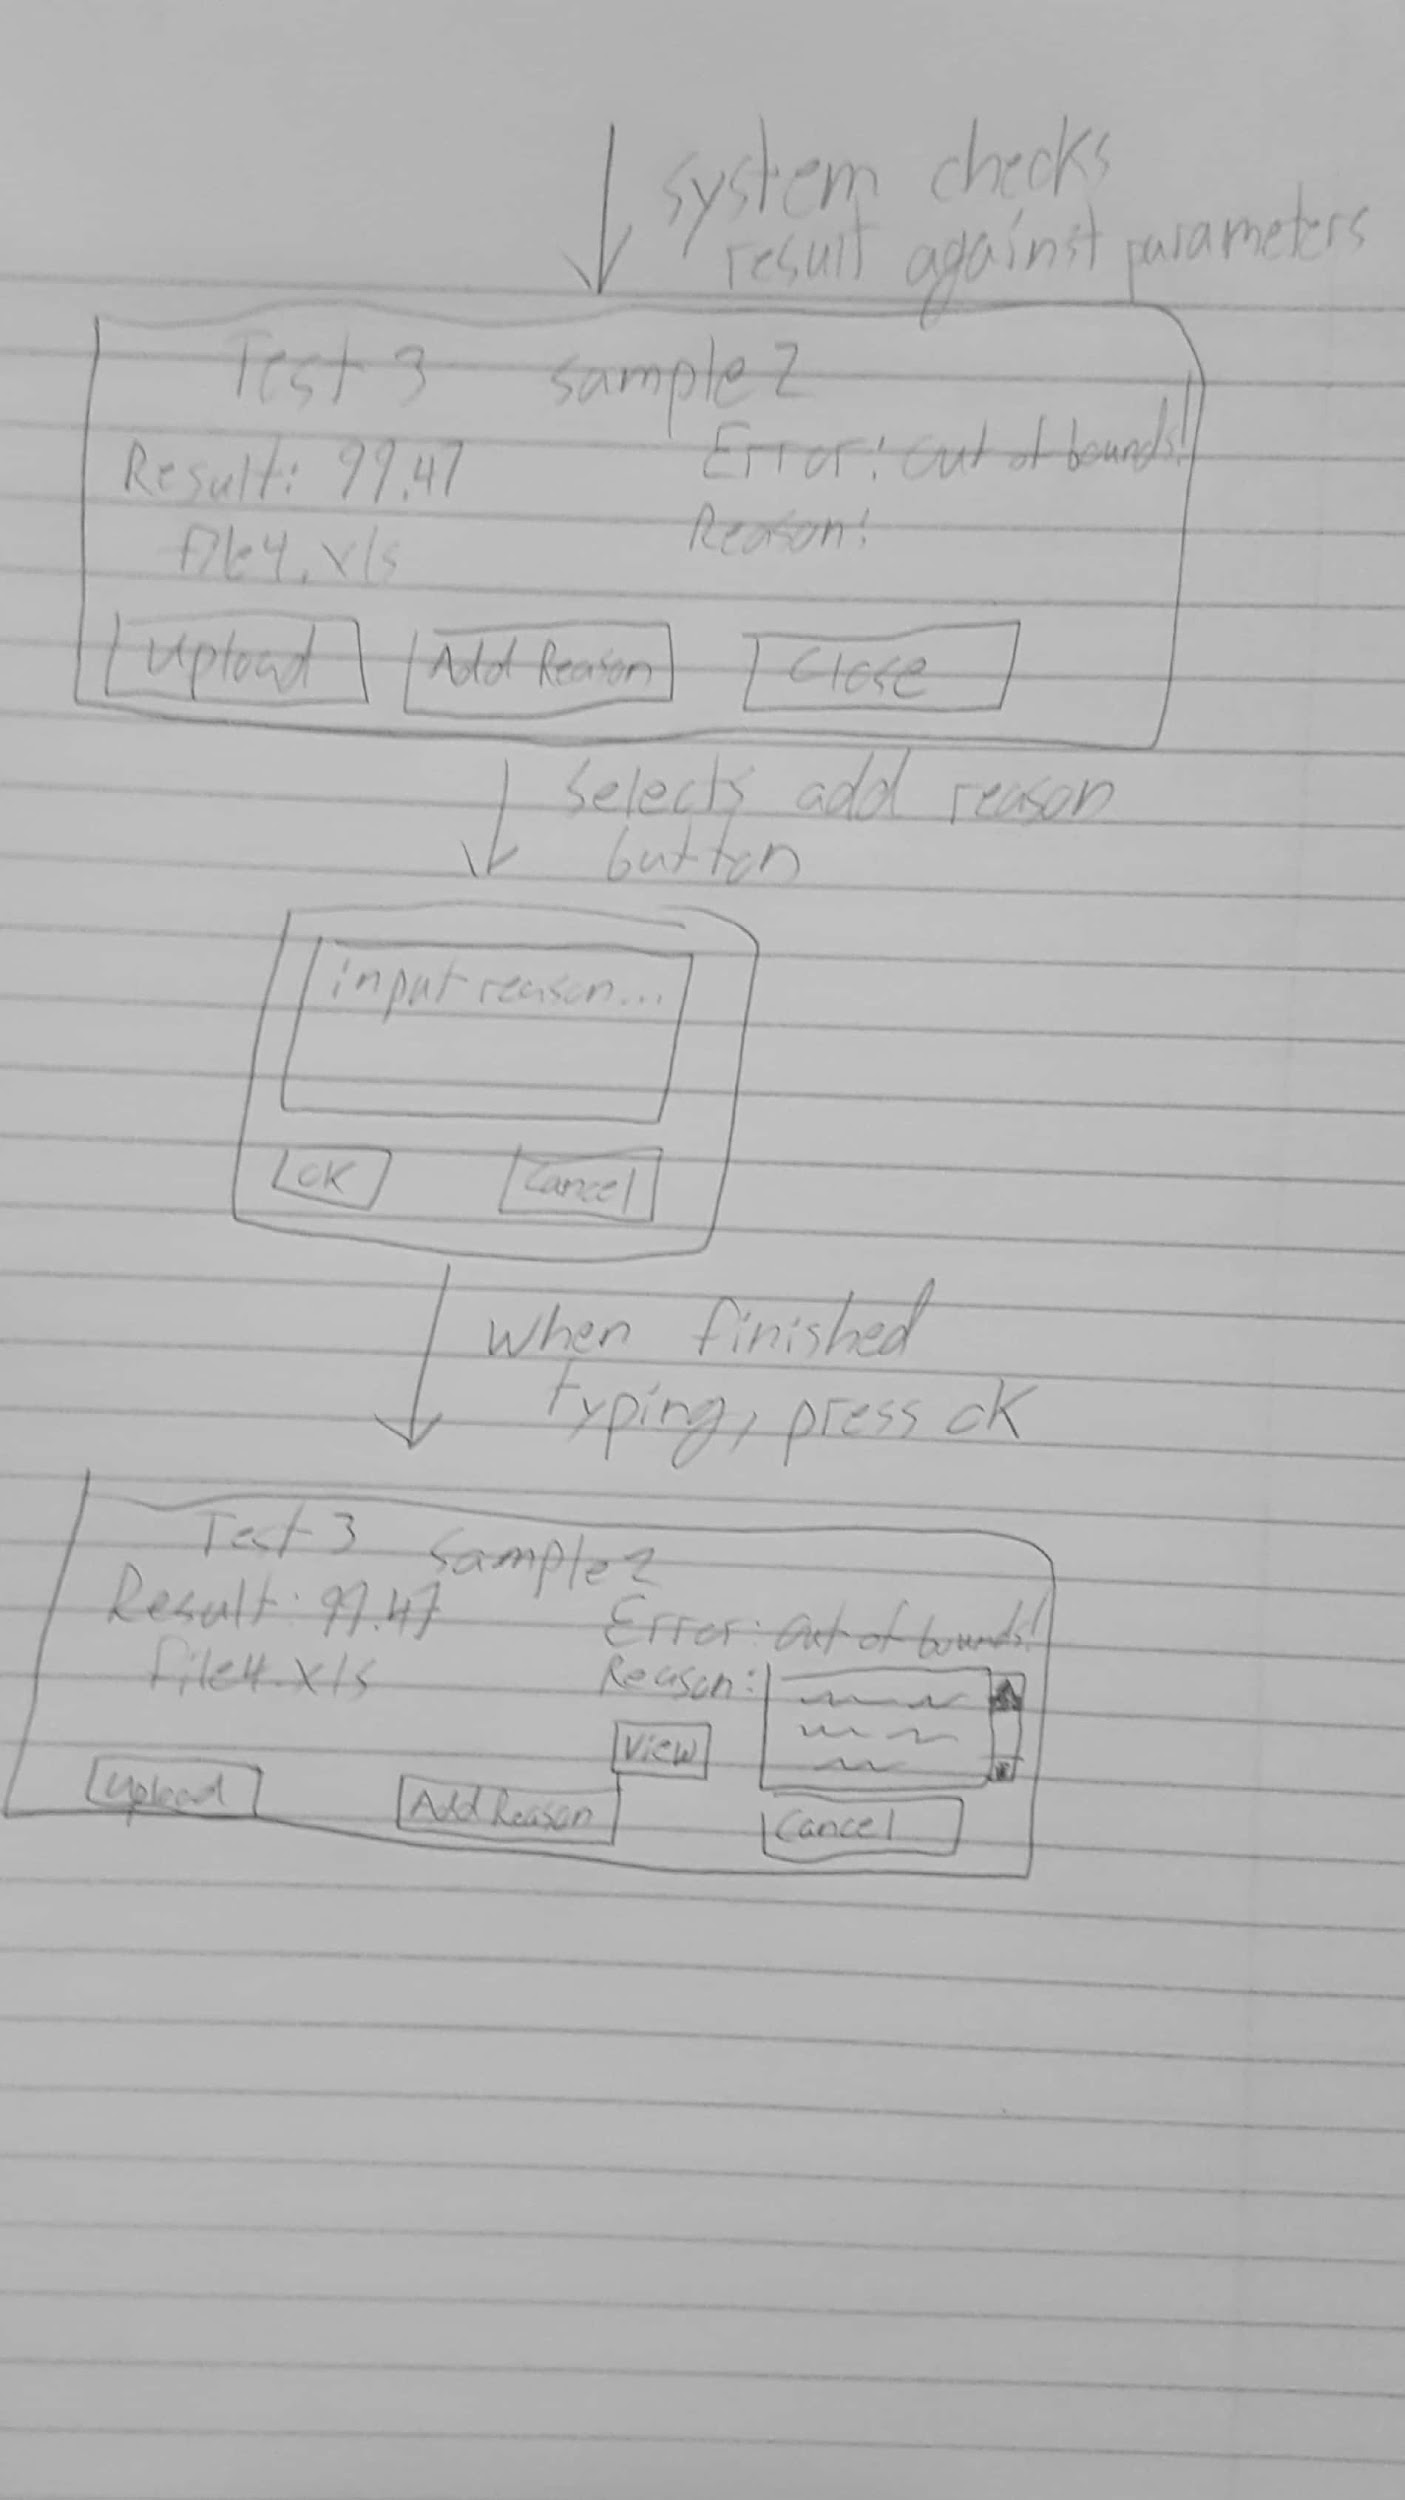 system checks
result against parameters
Test 3 sample 2
Result: 99.47 Error: out of bounds!
file4.xls Reason:
Upload Add Reason Close
selects add reason
button
input reason...
OK Cancel
when finished
typing, press ok
Test 3 sample 2
Result: 99.47 Error: out of bounds!
file4.xls Reason:
View
Upload Add Reason Cancel